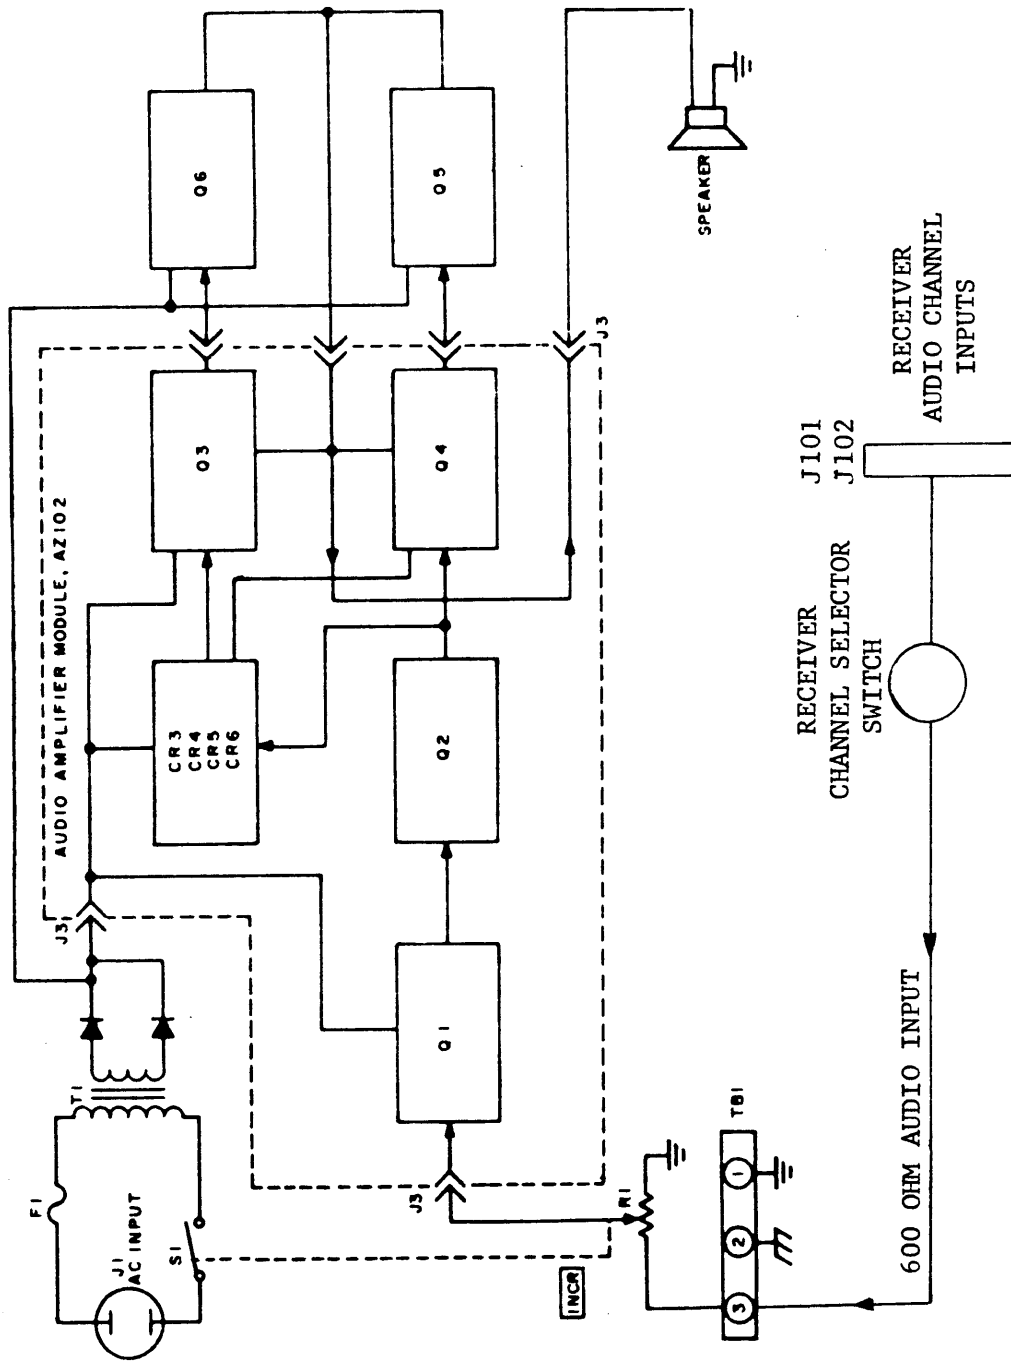 F1
J1
AC INPUT
S1
T1
J3
AUDIO AMPLIFIER MODULE, AZ102
CR3
CR4
CR5
CR6
Q3
Q6
Q1
Q2
Q4
Q5
J3
J3
INCR
R1
SPEAKER
TB1
3
2
1
600 OHM AUDIO INPUT
RECEIVER
CHANNEL SELECTOR
SWITCH
J101
J102
RECEIVER
AUDIO CHANNEL
INPUTS